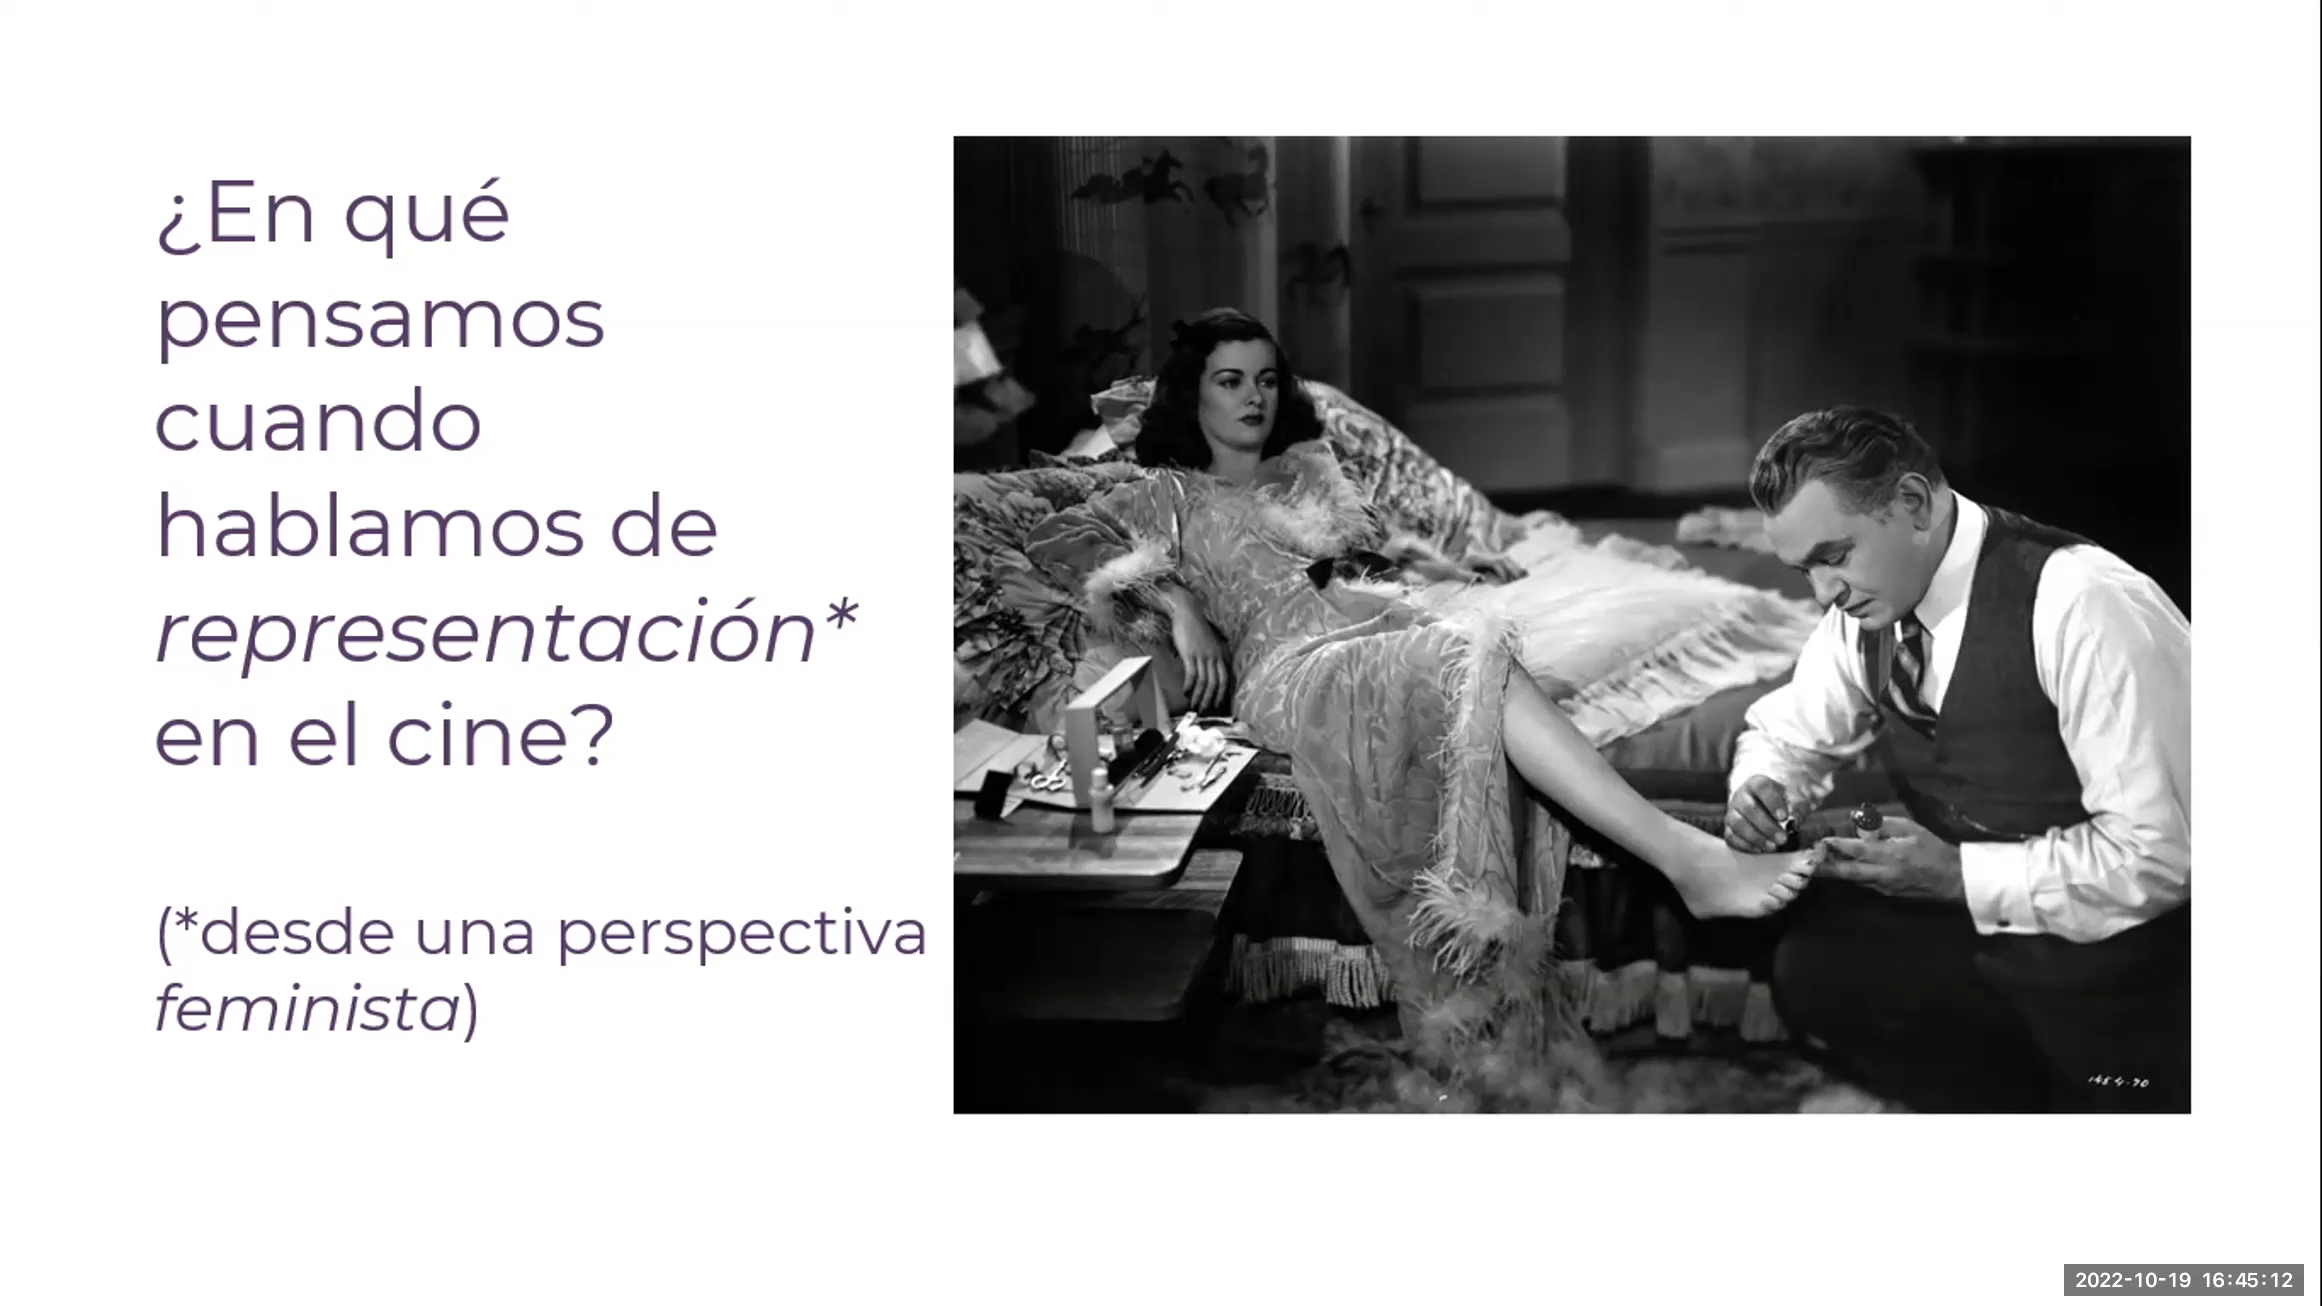 ¿En qué
pensamos
cuando
hablamos de
representación*
en el cine?
(*desde una perspectiva
feminista)
1454-90
2022-10-19 16:45:12